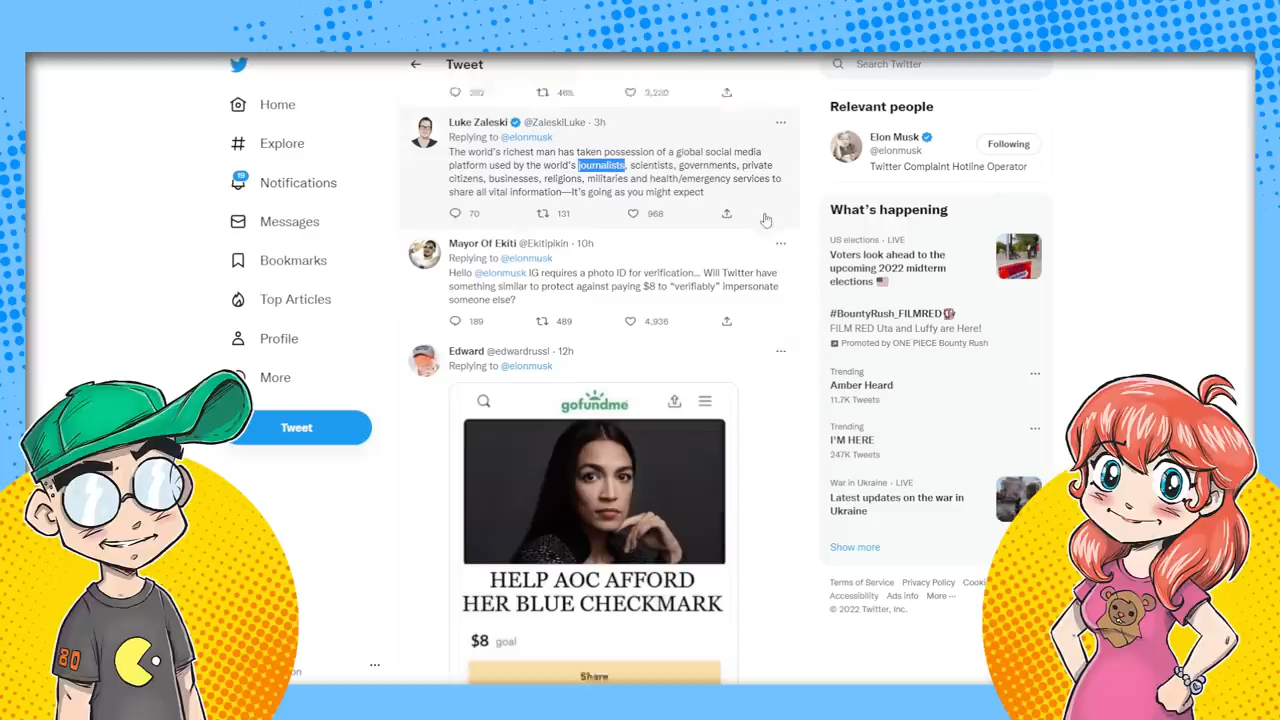 Tweet
Search Twitter
282 468 3,220
Home
Explore
19
Notifications
Messages
Bookmarks
Top Articles
Profile
More
Tweet
Luke Zaleski @ZaleskiLuke · 3h
Replying to @elonmusk
The world's richest man has taken possession of a global social media
platform used by the world's journalists, scientists, governments, private
citizens, businesses, religions, militaries and health/emergency services to
share all vital information—It's going as you might expect
70 131 968
Mayor Of Ekiti @Ekitipikin · 10h
Replying to @elonmusk
Hello @elonmusk IG requires a photo ID for verification... Will Twitter have
something similar to protect against paying $8 to "verifiably" impersonate
someone else?
189 489 4,936
Edward @edwardrussl · 12h
Replying to @elonmusk
gofundme
HELP AOC AFFORD
HER BLUE CHECKMARK
$8 goal
Share
Relevant people
Elon Musk
@elonmusk
Following
Twitter Complaint Hotline Operator
What's happening
US elections · LIVE
Voters look ahead to the
upcoming 2022 midterm
elections
#BountyRush_FILMRED
FILM RED Uta and Luffy are Here!
Promoted by ONE PIECE Bounty Rush
Trending
Amber Heard
11.7K Tweets
Trending
I'M HERE
247K Tweets
War in Ukraine · LIVE
Latest updates on the war in
Ukraine
Show more
Terms of Service Privacy Policy Cooki
Accessibility Ads info More ···
© 2022 Twitter, Inc.
80